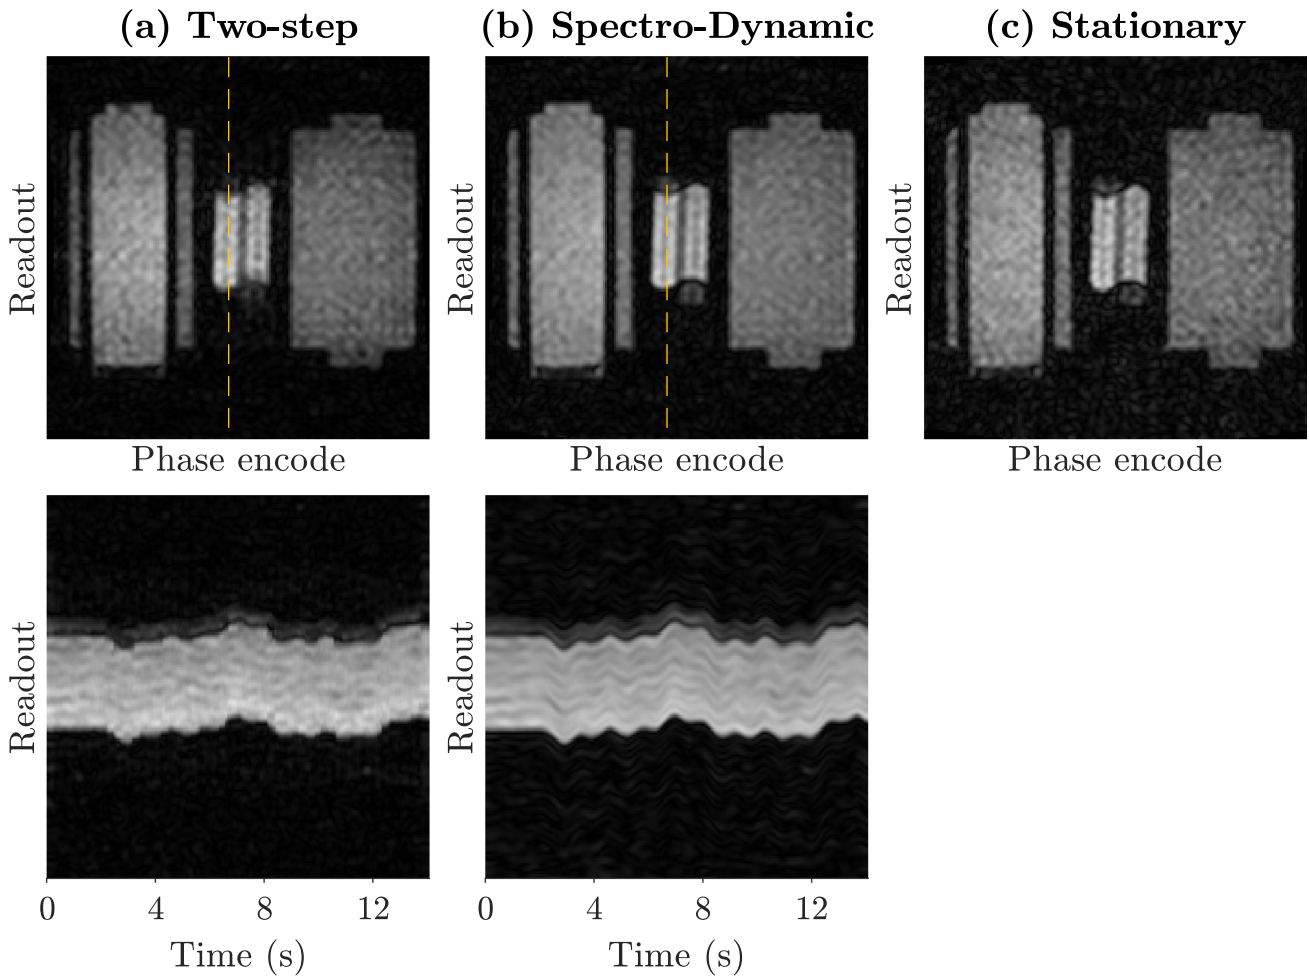 (a) Two-step
(b) Spectro-Dynamic
(c) Stationary
Readout
Readout
Readout
Phase encode
Phase encode
Phase encode
Readout
Readout
0 4 8 12
0 4 8 12
Time (s)
Time (s)